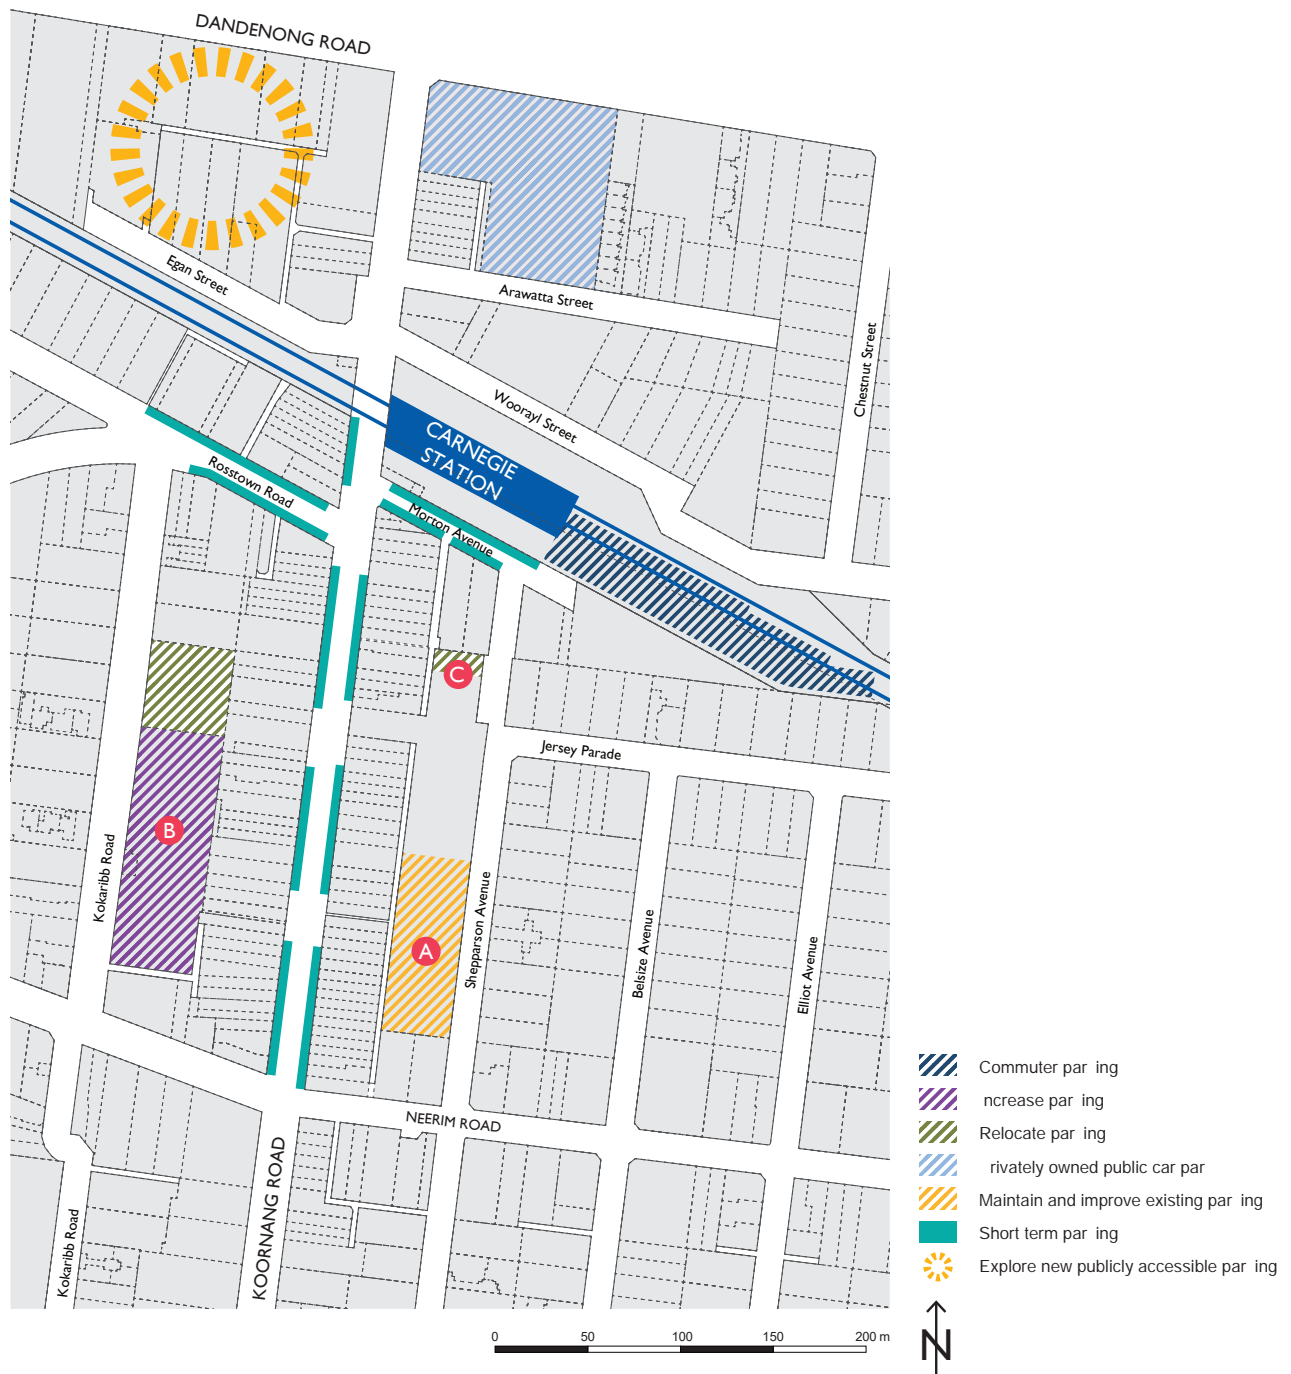 DANDENONG ROAD
Egan Street
Arawatta Street
Chestnut Street
Woorayl Street
CARNEGIE
STATION
Rosstown Road
Morton Avenue
C
Jersey Parade
B
Kokaribb Road
A
Shepparson Avenue
Belsize Avenue
Elliot Avenue
NEERIM ROAD
KOORNANG ROAD
Kokaribb Road
Commuter par ing
ncrease par ing
Relocate par ing
rivately owned public car par
Maintain and improve existing par ing
Short term par ing
Explore new publicly accessible par ing
0 50 100 150 200 m
N